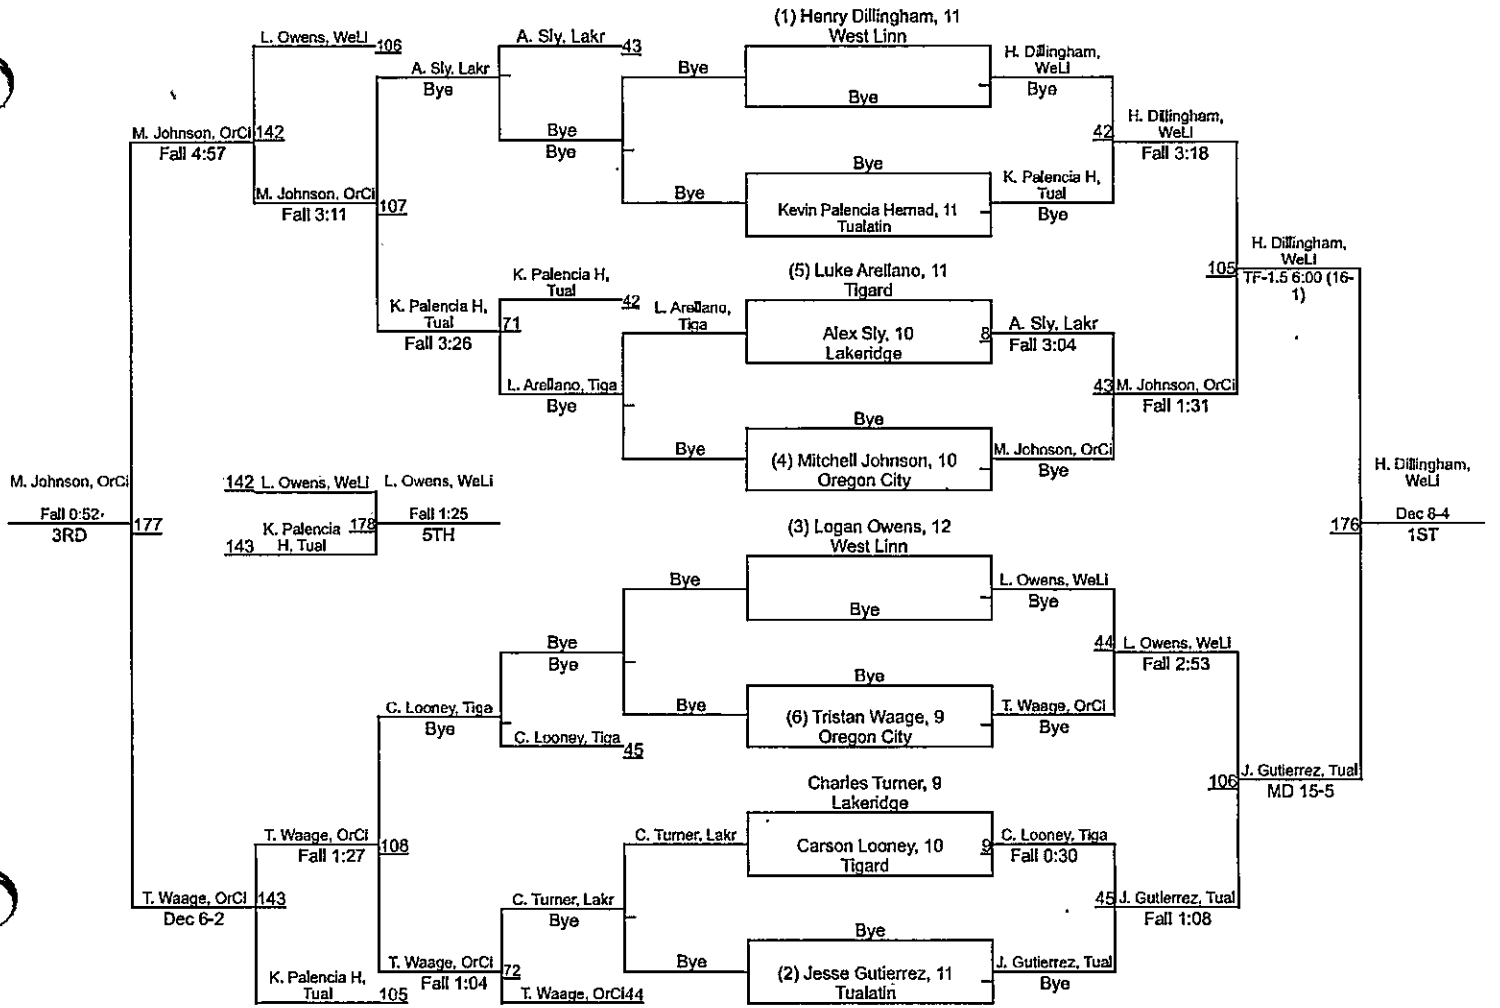 (1) Henry Dillingham, 11
West Linn
Bye
Bye
Kevin Palencia Hernad, 11
Tualatin
(5) Luke Arellano, 11
Tigard
Alex Sly, 10
Lakeridge
Bye
(4) Mitchell Johnson, 10
Oregon City
(3) Logan Owens, 12
West Linn
Bye
Bye
(6) Tristan Waage, 9
Oregon City
Charles Turner, 9
Lakeridge
Carson Looney, 10
Tigard
Bye
(2) Jesse Gutierrez, 11
Tualatin
H. Dillingham,
WeLi
Bye
K. Palencia H,
Tual
Bye
8
A. Sly, Lakr
Fall 3:04
M. Johnson, OrCi
Bye
L. Owens, WeLi
Bye
T. Waage, OrCi
Bye
9
C. Looney, Tiga
Fall 0:30
J. Gutierrez, Tual
Bye
42
H. Dillingham,
WeLi
Fall 3:18
43 M. Johnson, OrCi
Fall 1:31
44 L. Owens, WeLi
Fall 2:53
45 J. Gutierrez, Tual
Fall 1:08
105
H. Dillingham,
WeLi
TF-1.5 6:00 (16-
1)
106
J. Gutierrez, Tual
MD 15-5
176
H. Dillingham,
WeLi
Dec 8-4
1ST
Bye
Bye
L. Arellano,
Tiga
Bye
Bye
Bye
C. Turner, Lakr
Bye
A. Sly, Lakr
43
Bye
Bye
K. Palencia H,
Tual
42
L. Arellano, Tiga
Bye
Bye
Bye
C. Looney, Tiga
45
C. Turner, Lakr
Bye
T. Waage, OrCi 44
A. Sly, Lakr
Bye
K. Palencia H,
Tual
71
Fall 3:26
C. Looney, Tiga
Bye
T. Waage, OrCi
72
Fall 1:04
L. Owens, WeLi
106
M. Johnson, OrCi
107
Fall 3:11
T. Waage, OrCi
108
Fall 1:27
K. Palencia H,
Tual
105
M. Johnson, OrCi
142
Fall 4:57
T. Waage, OrCi
143
Dec 6-2
M. Johnson, OrCi
177
Fall 0:52
3RD
142 L. Owens, WeLi
143
K. Palencia
H, Tual
178
L. Owens, WeLi
Fall 1:25
5TH